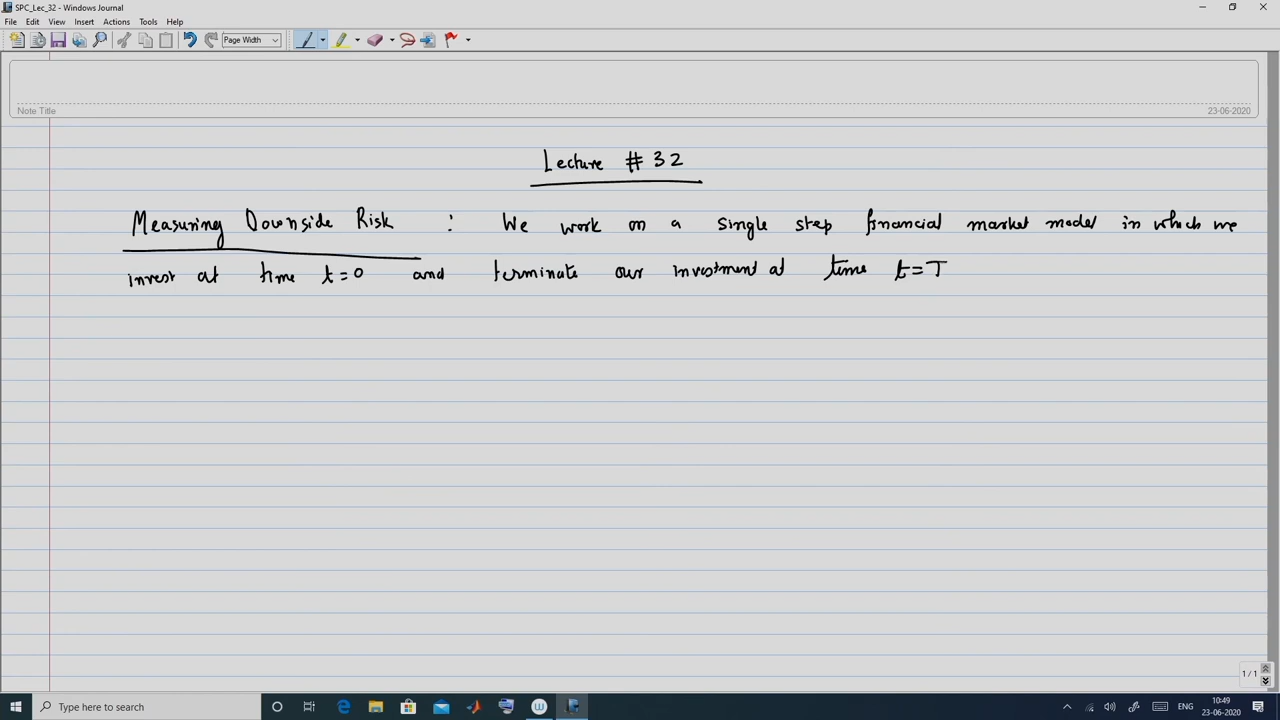 SPC_Lec_32 - Windows Journal
File Edit View Insert Actions Tools Help
Page Width
Note Title
23-06-2020
Lecture # 32
Measuring Downside Risk : We work on a single step financial market model in which we
invest at time t=0 and terminate our investment at time t=T
1/1
Type here to search
ENG
10:49
23-06-2020